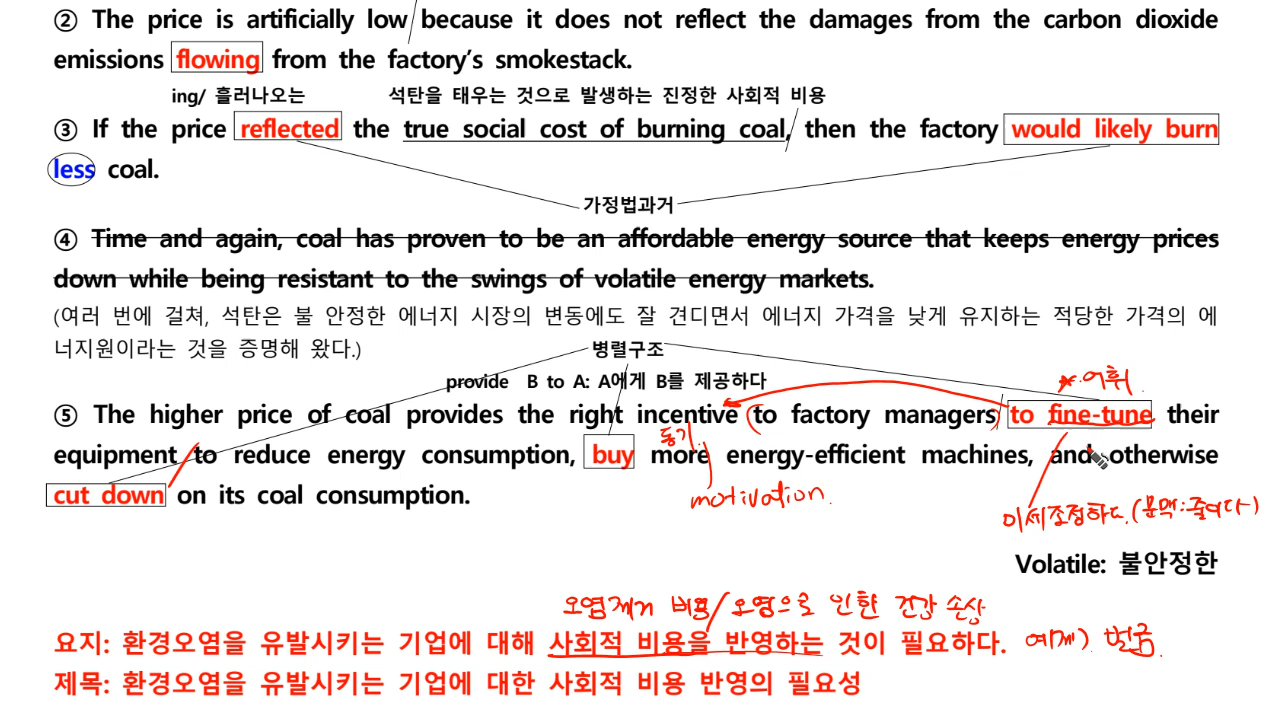 ② The price is artificially low because it does not reflect the damages from the carbon dioxide
emissions flowing from the factory's smokestack.
ing/ 흘러나오는 석탄을 태우는 것으로 발생하는 진정한 사회적 비용
③ If the price reflected the true social cost of burning coal, then the factory would likely burn
less coal.
가정법과거
④ Time and again, coal has proven to be an affordable energy source that keeps energy prices
down while being resistant to the swings of volatile energy markets.
(여러 번에 걸쳐, 석탄은 불 안정한 에너지 시장의 변동에도 잘 견디면서 에너지 가격을 낮게 유지하는 적당한 가격의 에
너지원이라는 것을 증명해 왔다.)
병렬구조
provide B to A: A에게 B를 제공하다
★.어휘
⑤ The higher price of coal provides the right incentive (to factory managers) to fine-tune their
동기
equipment to reduce energy consumption, buy more energy-efficient machines, and otherwise
cut down on its coal consumption.
motivation.
미세조정하다.(문맥:줄이다)
Volatile: 불안정한
오염제거 비용/오염으로 인한 건강 손상
요지: 환경오염을 유발시키는 기업에 대해 사회적 비용을 반영하는 것이 필요하다. 예제) 벌금.
제목: 환경오염을 유발시키는 기업에 대한 사회적 비용 반영의 필요성